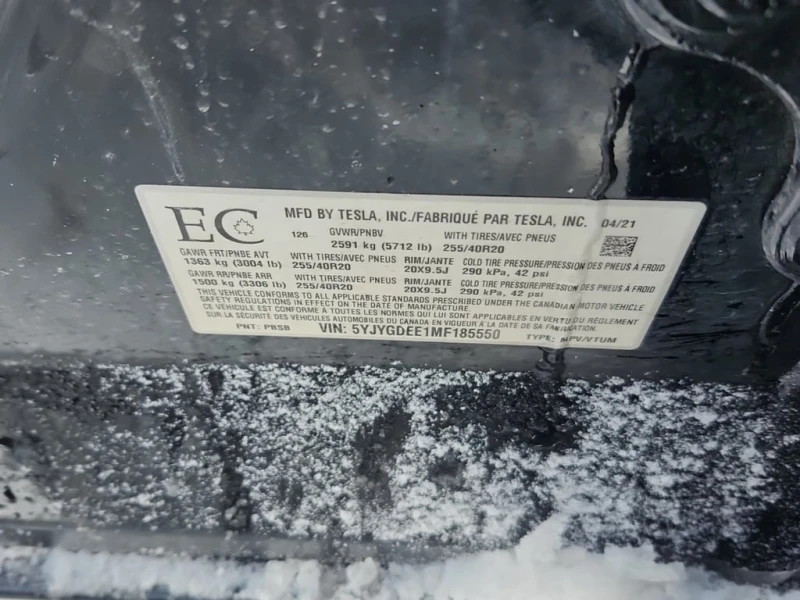 EC MFD BY TESLA, INC./FABRIQUÉ PAR TESLA, INC. 04/21
126 GVWR/PNBV WITH TIRES/AVEC PNEUS
2591 kg (5712 lb) 255/40R20
GAWR FRT/PNBE AVT WITH TIRES/AVEC PNEUS RIM/JANTE COLD TIRE PRESSURE/PRESSION DES PNEUS À FROID
1363 kg (3004 lb) 255/40R20 20X9.5J 290 kPa, 42 psi
GAWR RR/PNBE ARR WITH TIRES/AVEC PNEUS RIM/JANTE COLD TIRE PRESSURE/PRESSION DES PNEUS À FROID
1500 kg (3306 lb) 255/40R20 20X9.5J 290 kPa, 42 psi
THIS VEHICLE CONFORMS TO ALL APPLICABLE STANDARDS PRESCRIBED UNDER THE CANADIAN MOTOR VEHICLE
SAFETY REGULATIONS IN EFFECT ON THE DATE OF MANUFACTURE.
CE VÉHICULE EST CONFORME À TOUTES LES NORMES QUI LUI SONT APPLICABLES EN VERTU DU RÈGLEMENT
SUR LA SÉCURITÉ DES VÉHICULES AUTOMOBILES DU CANADA EN VIGUEUR À LA DATE DE SA FABRICATION
PNT: PBSB VIN: 5YJYGDEE1MF185550 TYPE: MPV/VTUM